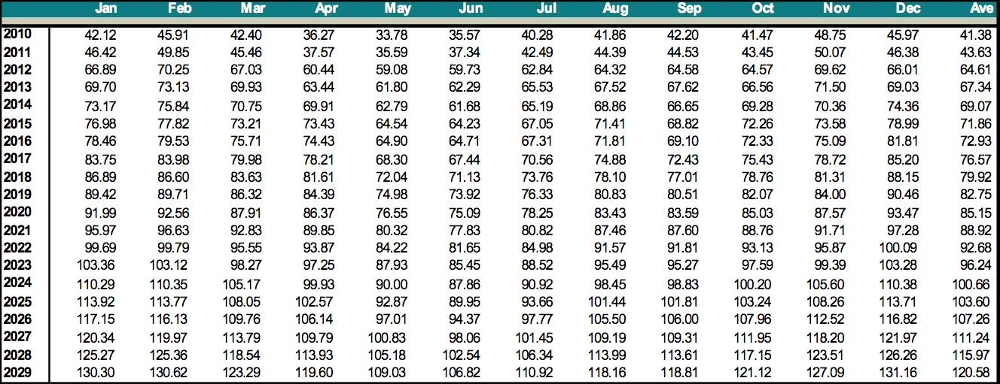 Jan Feb Mar Apr May Jun Jul Aug Sep Oct Nov Dec Ave
2010 42.12 45.91 42.40 36.27 33.78 35.57 40.28 41.86 42.20 41.47 48.75 45.97 41.38
2011 46.42 49.85 45.46 37.57 35.59 37.34 42.49 44.39 44.53 43.45 50.07 46.38 43.63
2012 66.89 70.25 67.03 60.44 59.08 59.73 62.84 64.32 64.58 64.57 69.62 66.01 64.61
2013 69.70 73.13 69.93 63.44 61.80 62.29 65.53 67.52 67.62 66.56 71.50 69.03 67.34
2014 73.17 75.84 70.75 69.91 62.79 61.68 65.19 68.86 66.65 69.28 70.36 74.36 69.07
2015 76.98 77.82 73.21 73.43 64.54 64.23 67.05 71.41 68.82 72.26 73.58 78.99 71.86
2016 78.46 79.53 75.71 74.43 64.90 64.71 67.31 71.81 69.10 72.33 75.09 81.81 72.93
2017 83.75 83.98 79.98 78.21 68.30 67.44 70.56 74.88 72.43 75.43 78.72 85.20 76.57
2018 86.89 86.60 83.63 81.61 72.04 71.13 73.76 78.10 77.01 78.76 81.31 88.15 79.92
2019 89.42 89.71 86.32 84.39 74.98 73.92 76.33 80.83 80.51 82.07 84.00 90.46 82.75
2020 91.99 92.56 87.91 86.37 76.55 75.09 78.25 83.43 83.59 85.03 87.57 93.47 85.15
2021 95.97 96.63 92.83 89.85 80.32 77.83 80.82 87.46 87.60 88.76 91.71 97.28 88.92
2022 99.69 99.79 95.55 93.87 84.22 81.65 84.98 91.57 91.81 93.13 95.87 100.09 92.68
2023 103.36 103.12 98.27 97.25 87.93 85.45 88.52 95.49 95.27 97.59 99.39 103.28 96.24
2024 110.29 110.35 105.17 99.93 90.00 87.86 90.92 98.45 98.83 100.20 105.60 110.38 100.66
2025 113.92 113.77 108.05 102.57 92.87 89.95 93.66 101.44 101.81 103.24 108.26 113.71 103.60
2026 117.15 116.13 109.76 106.14 97.01 94.37 97.77 105.50 106.00 107.96 112.52 116.82 107.26
2027 120.34 119.97 113.79 109.79 100.83 98.06 101.45 109.19 109.31 111.95 118.20 121.97 111.24
2028 125.27 125.36 118.54 113.93 105.18 102.54 106.34 113.99 113.61 117.15 123.51 126.26 115.97
2029 130.30 130.62 123.29 119.60 109.03 106.82 110.92 118.16 118.81 121.12 127.09 131.16 120.58